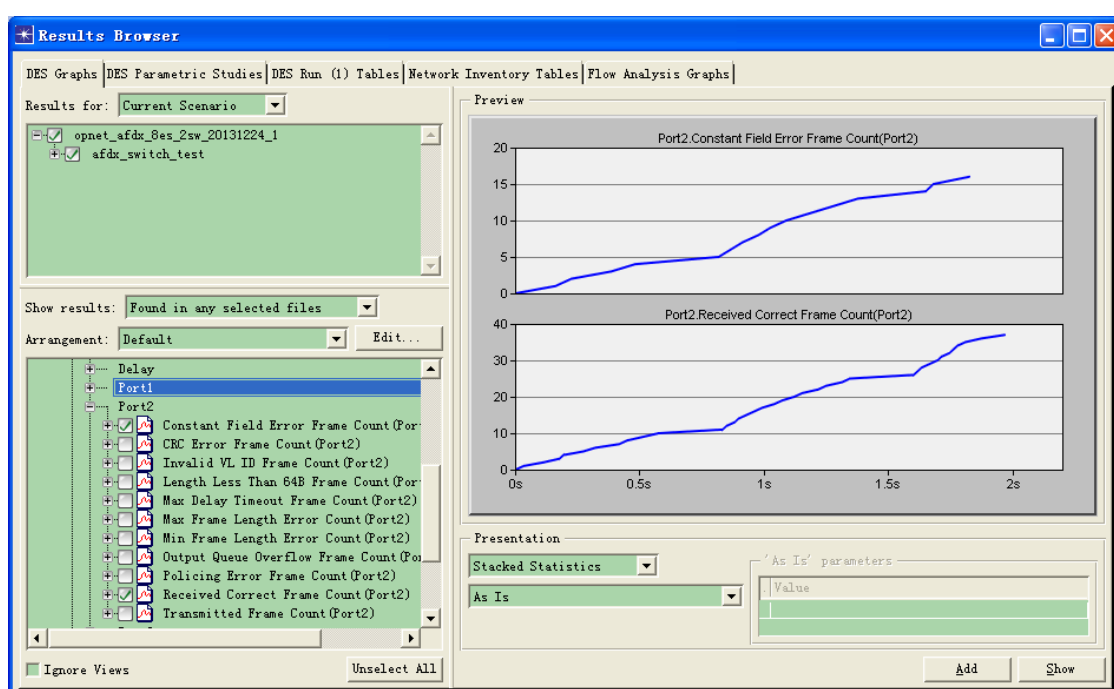 Results Browser
DES Graphs DES Parametric Studies DES Run (1) Tables Network Inventory Tables Flow Analysis Graphs
Results for: Current Scenario
opnet_afdx_8es_2sw_20131224_1
afdx_switch_test
Show results: Found in any selected files
Arrangement: Default Edit...
Delay
Port1
Port2
Constant Field Error Frame Count(Por
CRC Error Frame Count(Port2)
Invalid VL ID Frame Count(Port2)
Length Less Than 64B Frame Count(Por
Max Delay Timeout Frame Count(Port2)
Max Frame Length Error Count(Port2)
Min Frame Length Error Count(Port2)
Output Queue Overflow Frame Count(Po
Policing Error Frame Count(Port2)
Received Correct Frame Count(Port2)
Transmitted Frame Count(Port2)
Ignore Views Unselect All
Preview
Port2.Constant Field Error Frame Count(Port2)
20
15
10
5
0
Port2.Received Correct Frame Count(Port2)
40
30
20
10
0
0s 0.5s 1s 1.5s 2s
Presentation
Stacked Statistics
As Is
'As Is' parameters
. Value
Add Show